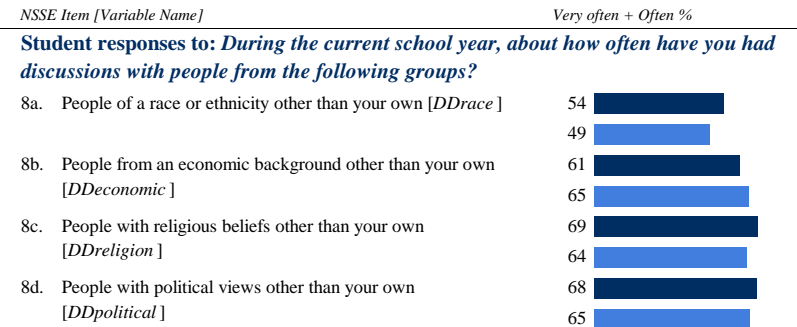 NSSE Item [Variable Name] Very often + Often %
Student responses to: During the current school year, about how often have you had
discussions with people from the following groups?
8a. People of a race or ethnicity other than your own [DDrace ] 54
49
8b. People from an economic background other than your own 61
[DDeconomic ]
65
8c. People with religious beliefs other than your own 69
[DDreligion ]
64
8d. People with political views other than your own 68
[DDpolitical ]
65